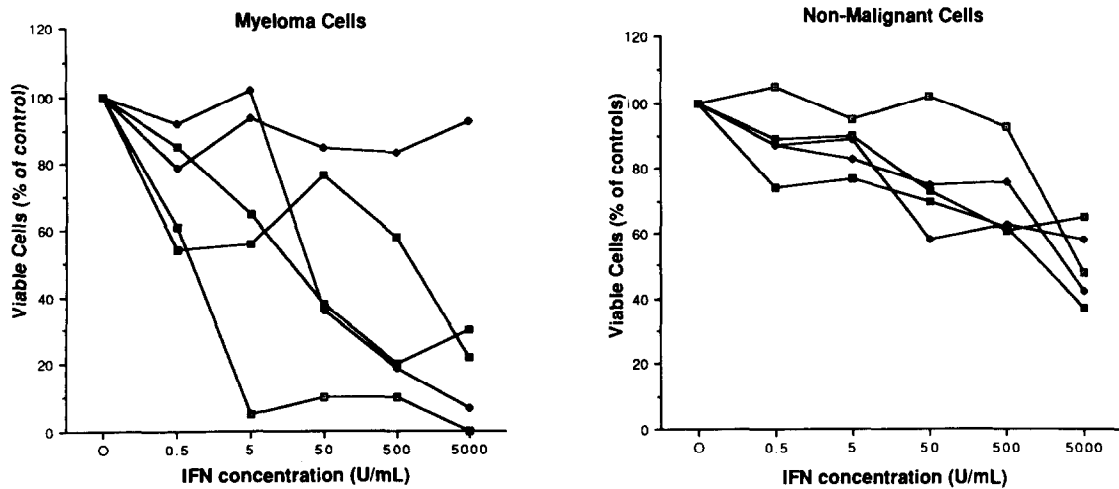 Myeloma Cells
120
100
80
60
40
20
0
Viable Cells (% of control)
O 0.5 5 50 500 5000
IFN concentration (U/mL)
Non-Malignant Cells
120
100
80
60
40
20
0
Viable Cells (% of controls)
O 0.5 5 50 500 5000
IFN concentration (U/mL)